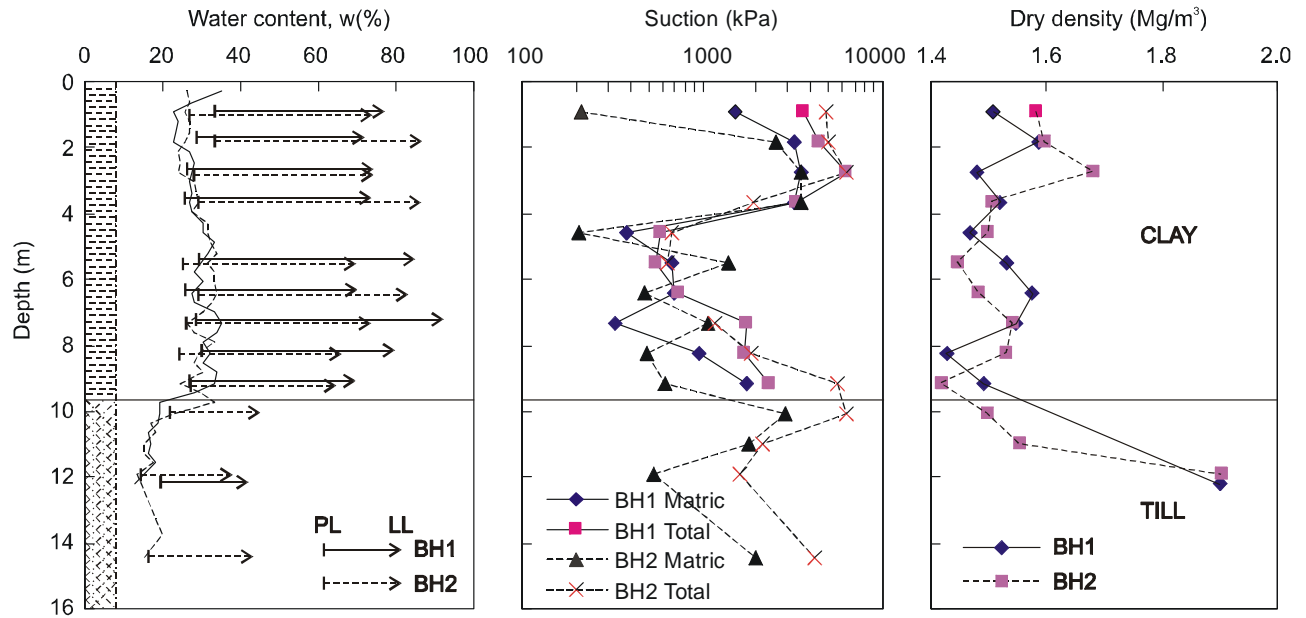 Water content, w(%)
Suction (kPa)
Dry density (Mg/m³)
0 20 40 60 80 100
100 1000 10000
1.4 1.6 1.8 2.0
Depth (m)
0
2
4
6
8
10
12
14
16
PL LL
BH1
BH2
BH1 Matric
BH1 Total
BH2 Matric
BH2 Total
CLAY
TILL
BH1
BH2